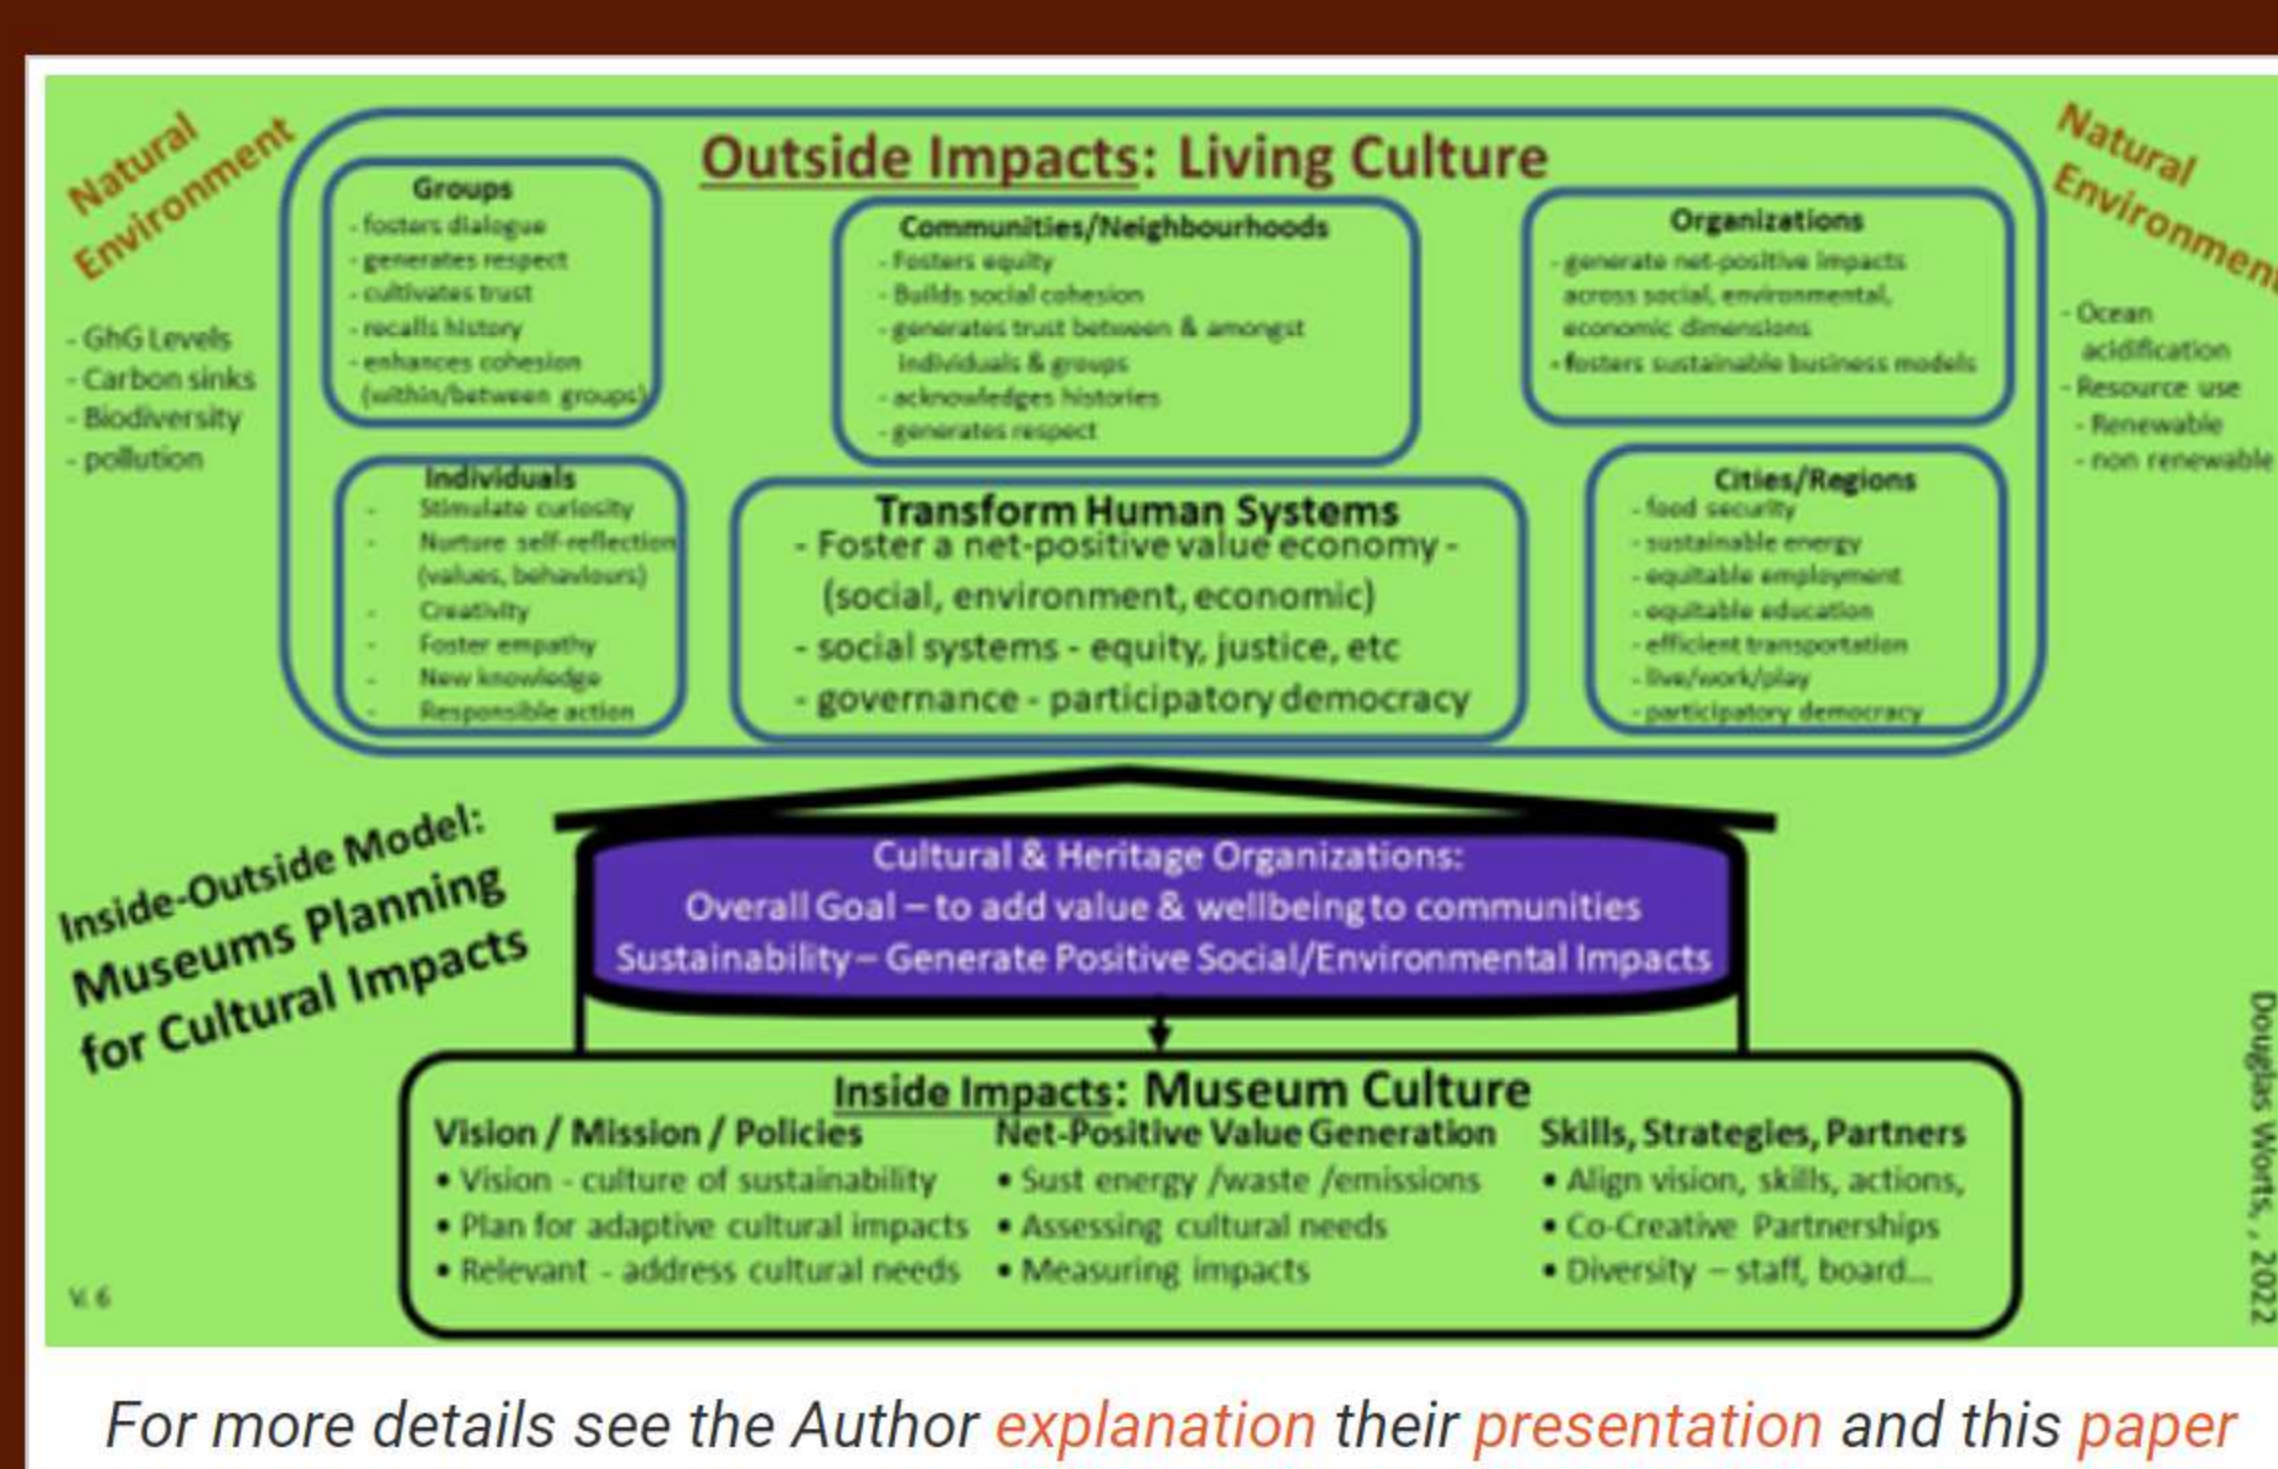 Natural
Environment
- GhG Levels
- Carbon sinks
- Biodiversity
- pollution
Outside Impacts: Living Culture
Groups
- fosters dialogue
- generates respect
- cultivates trust
- recalls history
- enhances cohesion
(within/between groups)
Communities/Neighbourhoods
- Fosters equity
- Builds social cohesion
- generates trust between & amongst
individuals & groups
- acknowledges histories
- generates respect
Organizations
- generate net-positive impacts
across social, environmental,
economic dimensions
- fosters sustainable business models
Natural
Environment
- Ocean
acidification
- Resource use
- Renewable
- non renewable
Individuals
- Stimulate curiosity
- Nurture self-reflection
(values, behaviours)
- Creativity
- Foster empathy
- New knowledge
- Responsible action
Transform Human Systems
- Foster a net-positive value economy -
(social, environment, economic)
- social systems - equity, justice, etc
- governance - participatory democracy
Cities/Regions
- food security
- sustainable energy
- equitable employment
- equitable education
- efficient transportation
- live/work/play
- participatory democracy
Inside-Outside Model:
Museums Planning
for Cultural Impacts
Cultural & Heritage Organizations:
Overall Goal – to add value & wellbeing to communities
Sustainability – Generate Positive Social/Environmental Impacts
Inside Impacts: Museum Culture
Vision / Mission / Policies
• Vision - culture of sustainability
• Plan for adaptive cultural impacts
• Relevant - address cultural needs
Net-Positive Value Generation
• Sust energy /waste /emissions
• Assessing cultural needs
• Measuring impacts
Skills, Strategies, Partners
• Align vision, skills, actions,
• Co-Creative Partnerships
• Diversity – staff, board...
V. 6
Douglas Worts, , 2022
For more details see the Author explanation their presentation and this paper